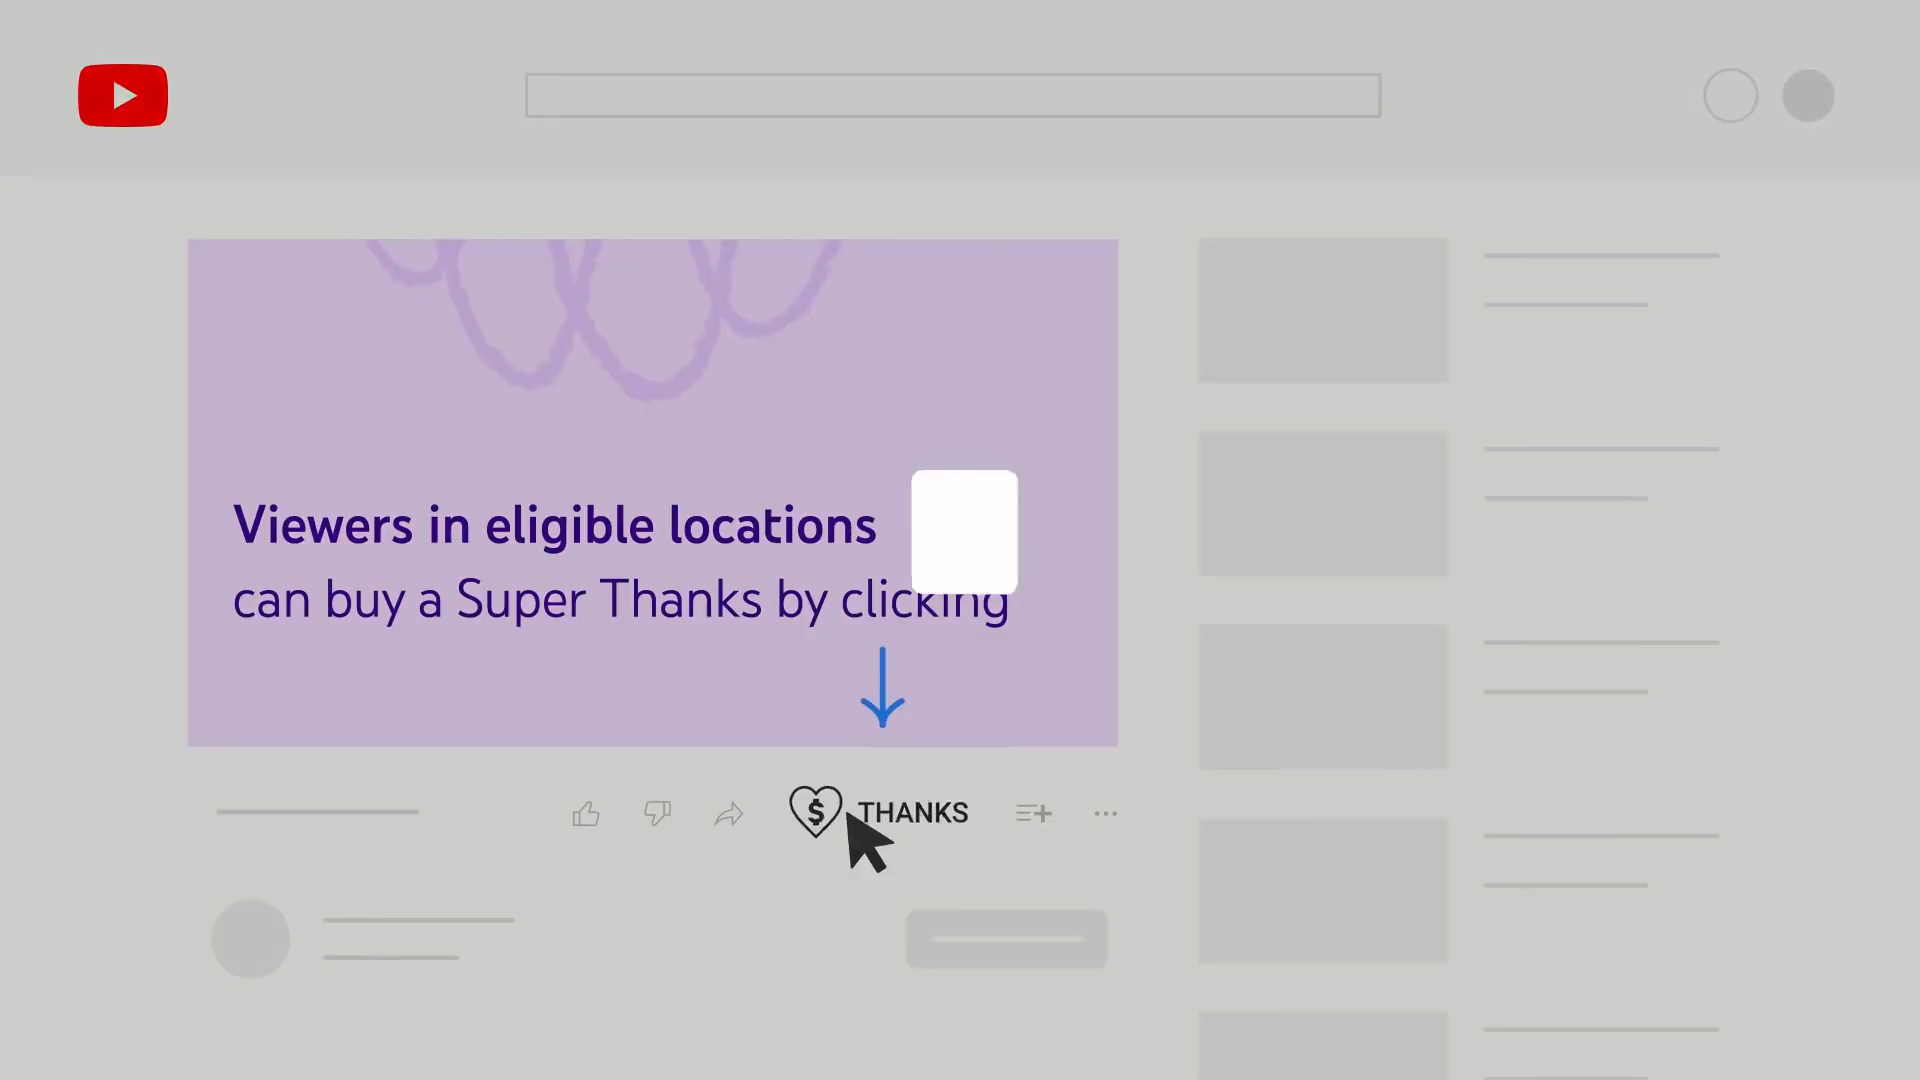 Viewers in eligible locations
can buy a Super Thanks by clicking
$ THANKS